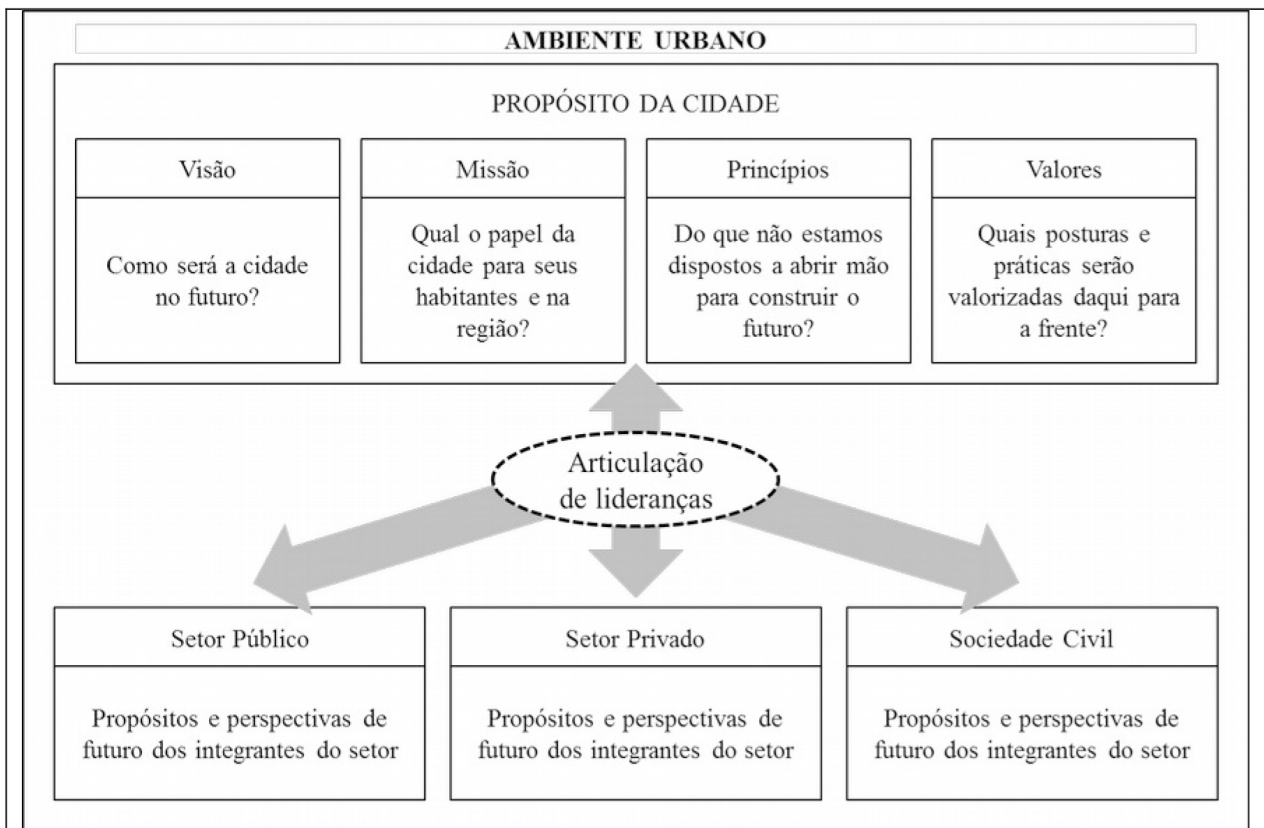 AMBIENTE URBANO
PROPÓSITO DA CIDADE
Visão
Como será a cidade
no futuro?
Missão
Qual o papel da
cidade para seus
habitantes e na
região?
Princípios
Do que não estamos
dispostos a abrir mão
para construir o
futuro?
Valores
Quais posturas e
práticas serão
valorizadas daqui para
a frente?
Articulação
de lideranças
Setor Público
Propósitos e perspectivas de
futuro dos integrantes do setor
Setor Privado
Propósitos e perspectivas de
futuro dos integrantes do setor
Sociedade Civil
Propósitos e perspectivas de
futuro dos integrantes do setor